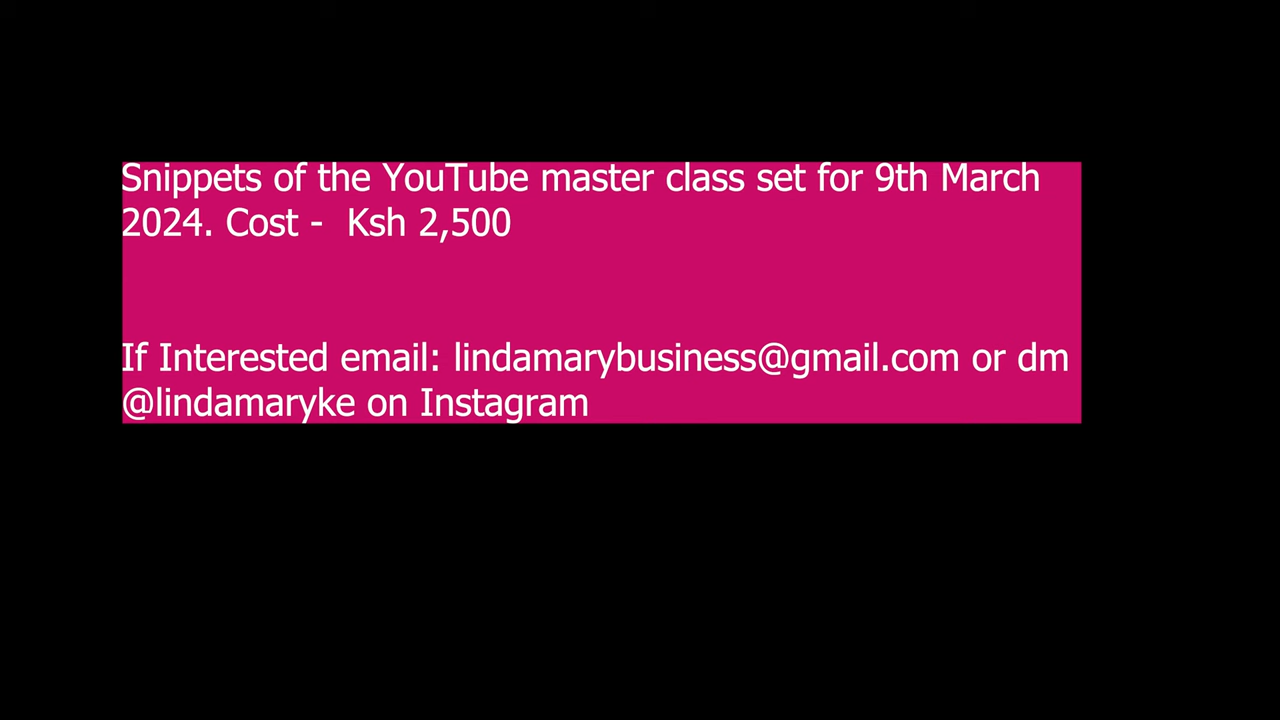 Snippets of the YouTube master class set for 9th March
2024. Cost -  Ksh 2,500
If Interested email: lindamarybusiness@gmail.com or dm
@lindamaryke on Instagram